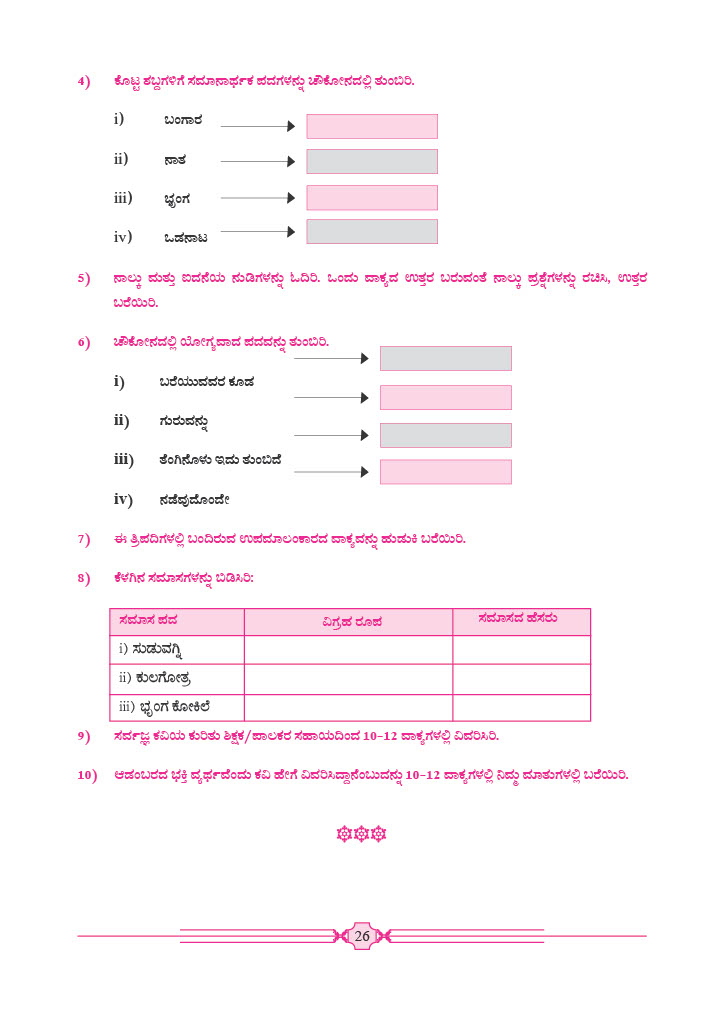 4) ಕೊಟ್ಟ ಶಬ್ದಗಳಿಗೆ ಸಮಾನಾರ್ಥಕ ಪದಗಳನ್ನು ಚೌಕೋನದಲ್ಲಿ ತುಂಬಿರಿ.
i) ಬಂಗಾರ
ii) ನಾತ
iii) ಭೃಂಗ
iv) ಒಡನಾಟ
5) ನಾಲ್ಕು ಮತ್ತು ಐದನೆಯ ನುಡಿಗಳನ್ನು ಓದಿರಿ. ಒಂದು ವಾಕ್ಯದ ಉತ್ತರ ಬರುವಂತೆ ನಾಲ್ಕು ಪ್ರಶ್ನೆಗಳನ್ನು ರಚಿಸಿ, ಉತ್ತರ
ಬರೆಯಿರಿ.
6) ಚೌಕೋನದಲ್ಲಿ ಯೋಗ್ಯವಾದ ಪದವನ್ನು ತುಂಬಿರಿ.
i) ಬರೆಯುವವರ ಕೂಡ
ii) ಗುರುವನ್ನು
iii) ತೆಂಗಿನೊಳು ಇದು ತುಂಬಿದೆ
iv) ನಡೆವುದೊಂದೇ
7) ಈ ತ್ರಿಪದಿಗಳಲ್ಲಿ ಬಂದಿರುವ ಉಪಮಾಲಂಕಾರದ ವಾಕ್ಯವನ್ನು ಹುಡುಕಿ ಬರೆಯಿರಿ.
8) ಕೆಳಗಿನ ಸಮಾಸಗಳನ್ನು ಬಿಡಿಸಿರಿ:
ಸಮಾಸ ಪದ ವಿಗ್ರಹ ರೂಪ ಸಮಾಸದ ಹೆಸರು
i) ಸುಡುವಗ್ನಿ
ii) ಕುಲಗೋತ್ರ
iii) ಭೃಂಗ ಕೋಕಿಲೆ
9) ಸರ್ವಜ್ಞ ಕವಿಯ ಕುರಿತು ಶಿಕ್ಷಕ/ಪಾಲಕರ ಸಹಾಯದಿಂದ 10-12 ವಾಕ್ಯಗಳಲ್ಲಿ ವಿವರಿಸಿರಿ.
10) ಆಡಂಬರದ ಭಕ್ತಿ ವ್ಯರ್ಥವೆಂದು ಕವಿ ಹೇಗೆ ವಿವರಿಸಿದ್ದಾನೆಂಬುದನ್ನು 10-12 ವಾಕ್ಯಗಳಲ್ಲಿ ನಿಮ್ಮ ಮಾತುಗಳಲ್ಲಿ ಬರೆಯಿರಿ.
26